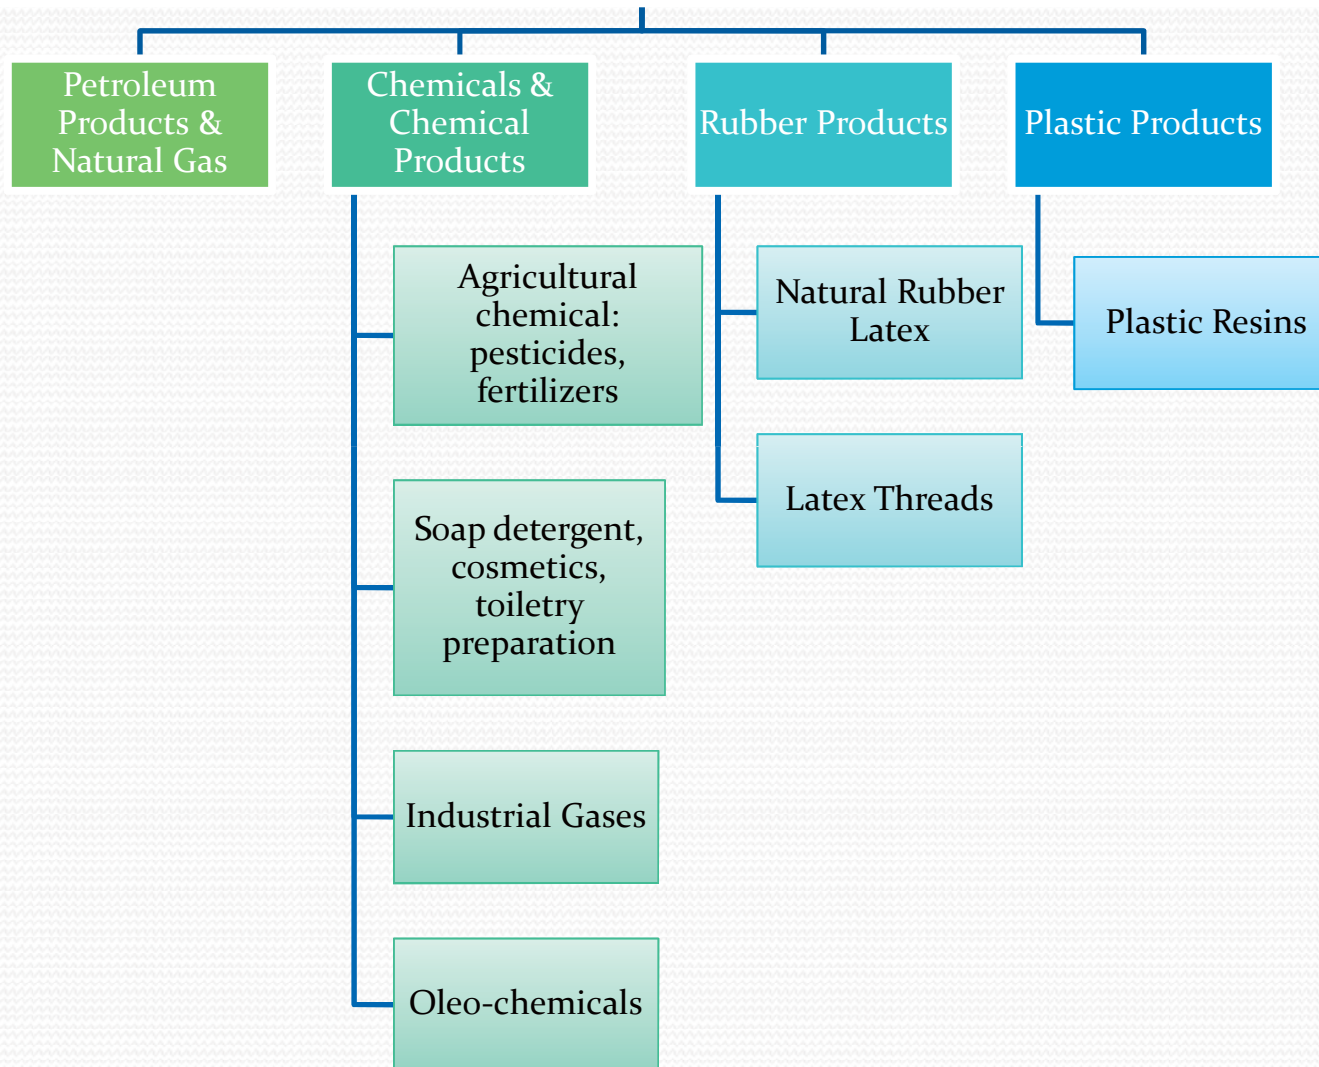 Petroleum
Products &
Natural Gas
Chemicals &
Chemical
Products
Rubber Products
Plastic Products
Agricultural
chemical:
pesticides,
fertilizers
Soap detergent,
cosmetics,
toiletry
preparation
Industrial Gases
Oleo-chemicals
Natural Rubber
Latex
Latex Threads
Plastic Resins